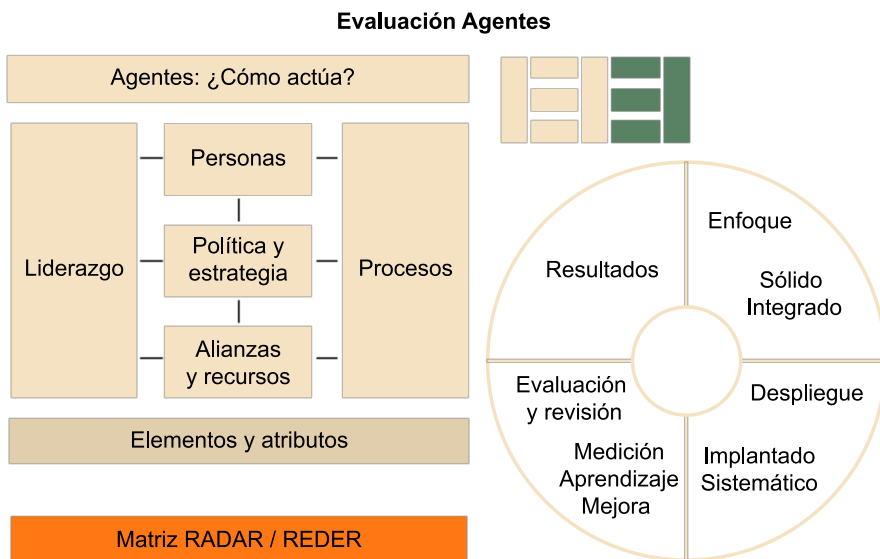 Evaluación Agentes
Agentes: ¿Cómo actúa?
Liderazgo
Personas
Política y
estrategia
Alianzas
y recursos
Procesos
Elementos y atributos
Matriz RADAR / REDER
Resultados
Enfoque
Sólido
Integrado
Evaluación
y revisión
Medición
Aprendizaje
Mejora
Despliegue
Implantado
Sistemático